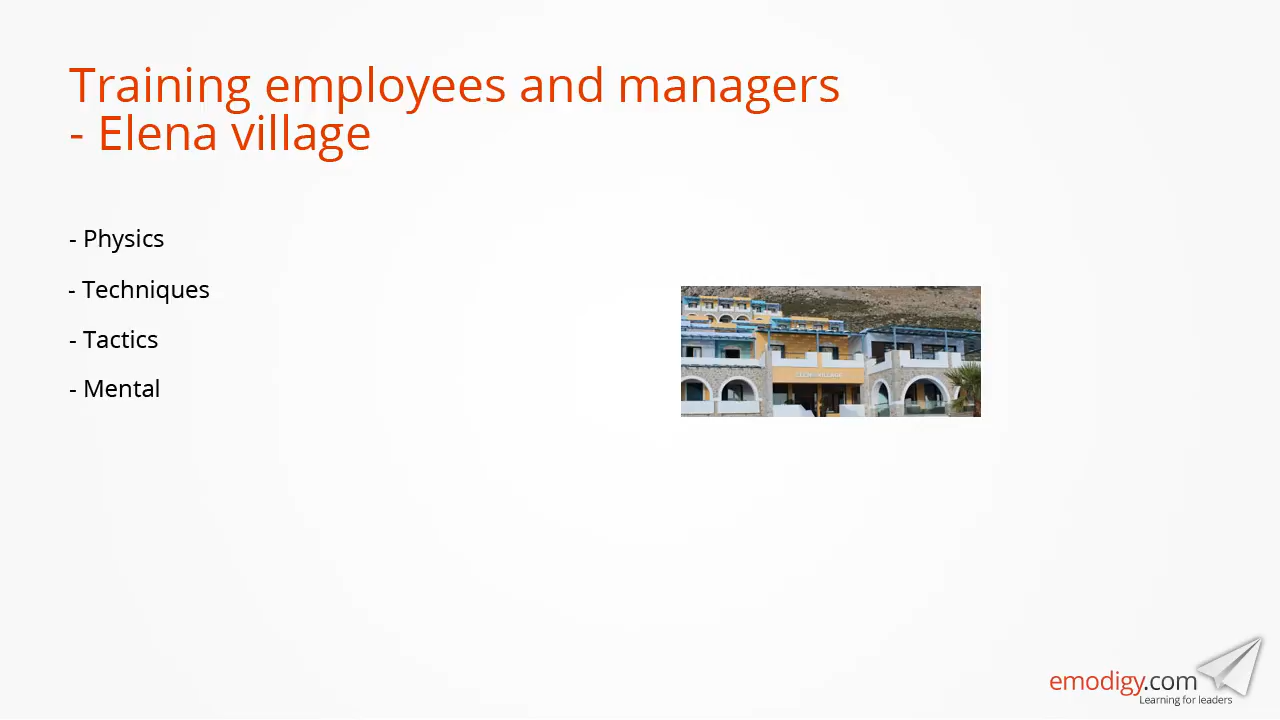 Training employees and managers
- Elena village
- Physics
- Techniques
- Tactics
- Mental
emodigy.com
Learning for leaders